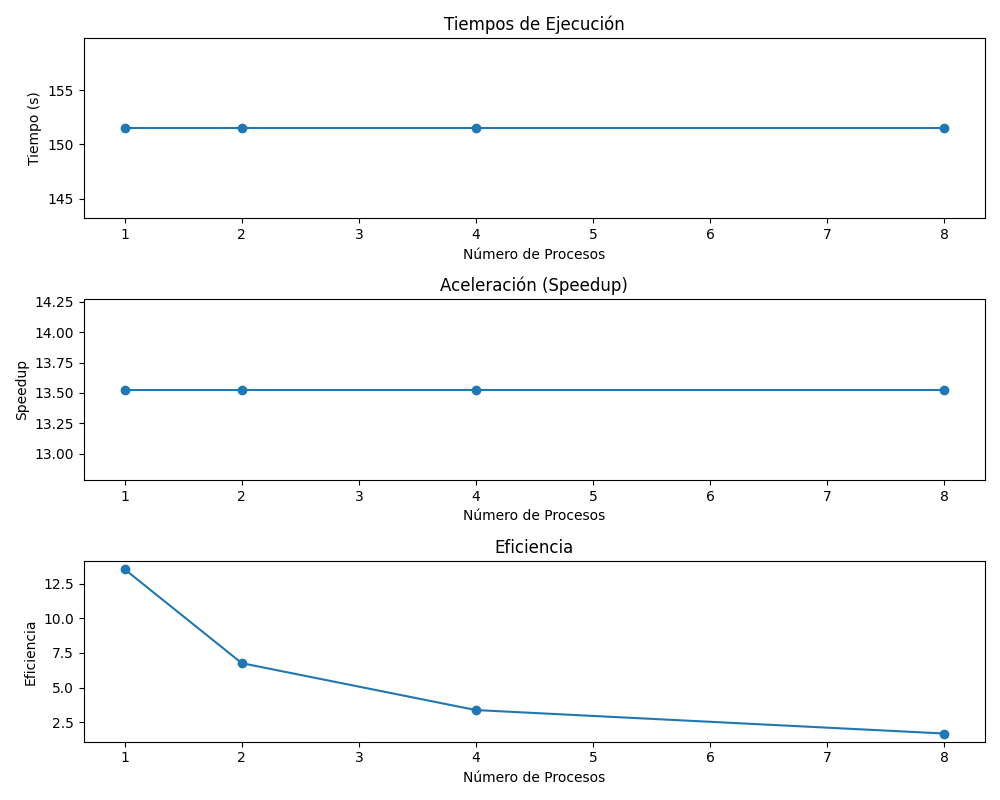 Tiempos de Ejecución
Tiempo (s)
155
150
145
1 2 3 4 5 6 7 8
Número de Procesos
Aceleración (Speedup)
Speedup
14.25
14.00
13.75
13.50
13.25
13.00
1 2 3 4 5 6 7 8
Número de Procesos
Eficiencia
Eficiencia
12.5
10.0
7.5
5.0
2.5
1 2 3 4 5 6 7 8
Número de Procesos